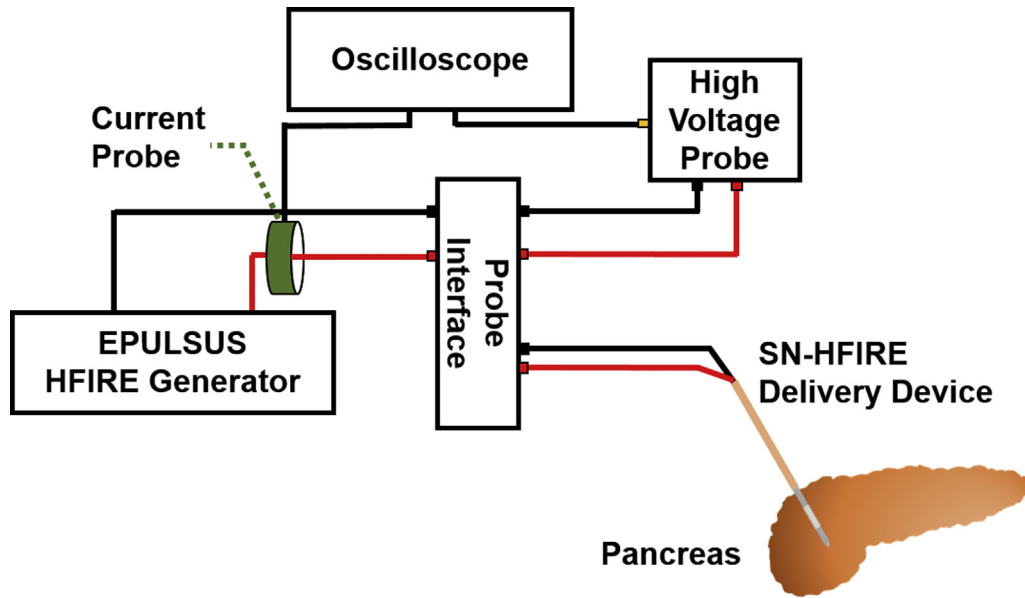 Oscilloscope
High
Voltage
Probe
Current
Probe
Probe
Interface
EPULSUS
HFIRE Generator
SN-HFIRE
Delivery Device
Pancreas